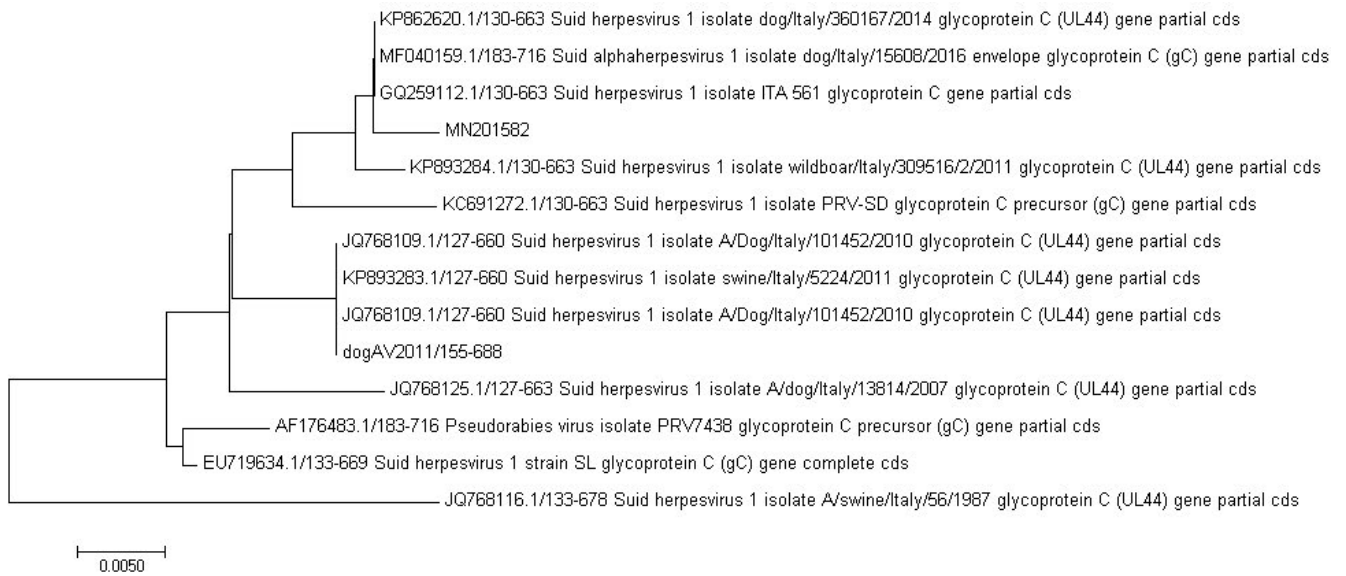 KP862620.1/130-663 Suid herpesvirus 1 isolate dog/Italy/360167/2014 glycoprotein C (UL44) gene partial cds
MF040159.1/183-716 Suid alphaherpesvirus 1 isolate dog/Italy/15608/2016 envelope glycoprotein C (gC) gene partial cds
GQ259112.1/130-663 Suid herpesvirus 1 isolate ITA 561 glycoprotein C gene partial cds
MN201582
KP893284.1/130-663 Suid herpesvirus 1 isolate wildboar/Italy/309516/2/2011 glycoprotein C (UL44) gene partial cds
KC691272.1/130-663 Suid herpesvirus 1 isolate PRV-SD glycoprotein C precursor (gC) gene partial cds
JQ768109.1/127-660 Suid herpesvirus 1 isolate A/Dog/Italy/101452/2010 glycoprotein C (UL44) gene partial cds
KP893283.1/127-660 Suid herpesvirus 1 isolate swine/Italy/5224/2011 glycoprotein C (UL44) gene partial cds
JQ768109.1/127-660 Suid herpesvirus 1 isolate A/Dog/Italy/101452/2010 glycoprotein C (UL44) gene partial cds
dogAV2011/155-688
JQ768125.1/127-663 Suid herpesvirus 1 isolate A/dog/Italy/13814/2007 glycoprotein C (UL44) gene partial cds
AF176483.1/183-716 Pseudorabies virus isolate PRV7438 glycoprotein C precursor (gC) gene partial cds
EU719634.1/133-669 Suid herpesvirus 1 strain SL glycoprotein C (gC) gene complete cds
JQ768116.1/133-678 Suid herpesvirus 1 isolate A/swine/Italy/56/1987 glycoprotein C (UL44) gene partial cds
0.0050